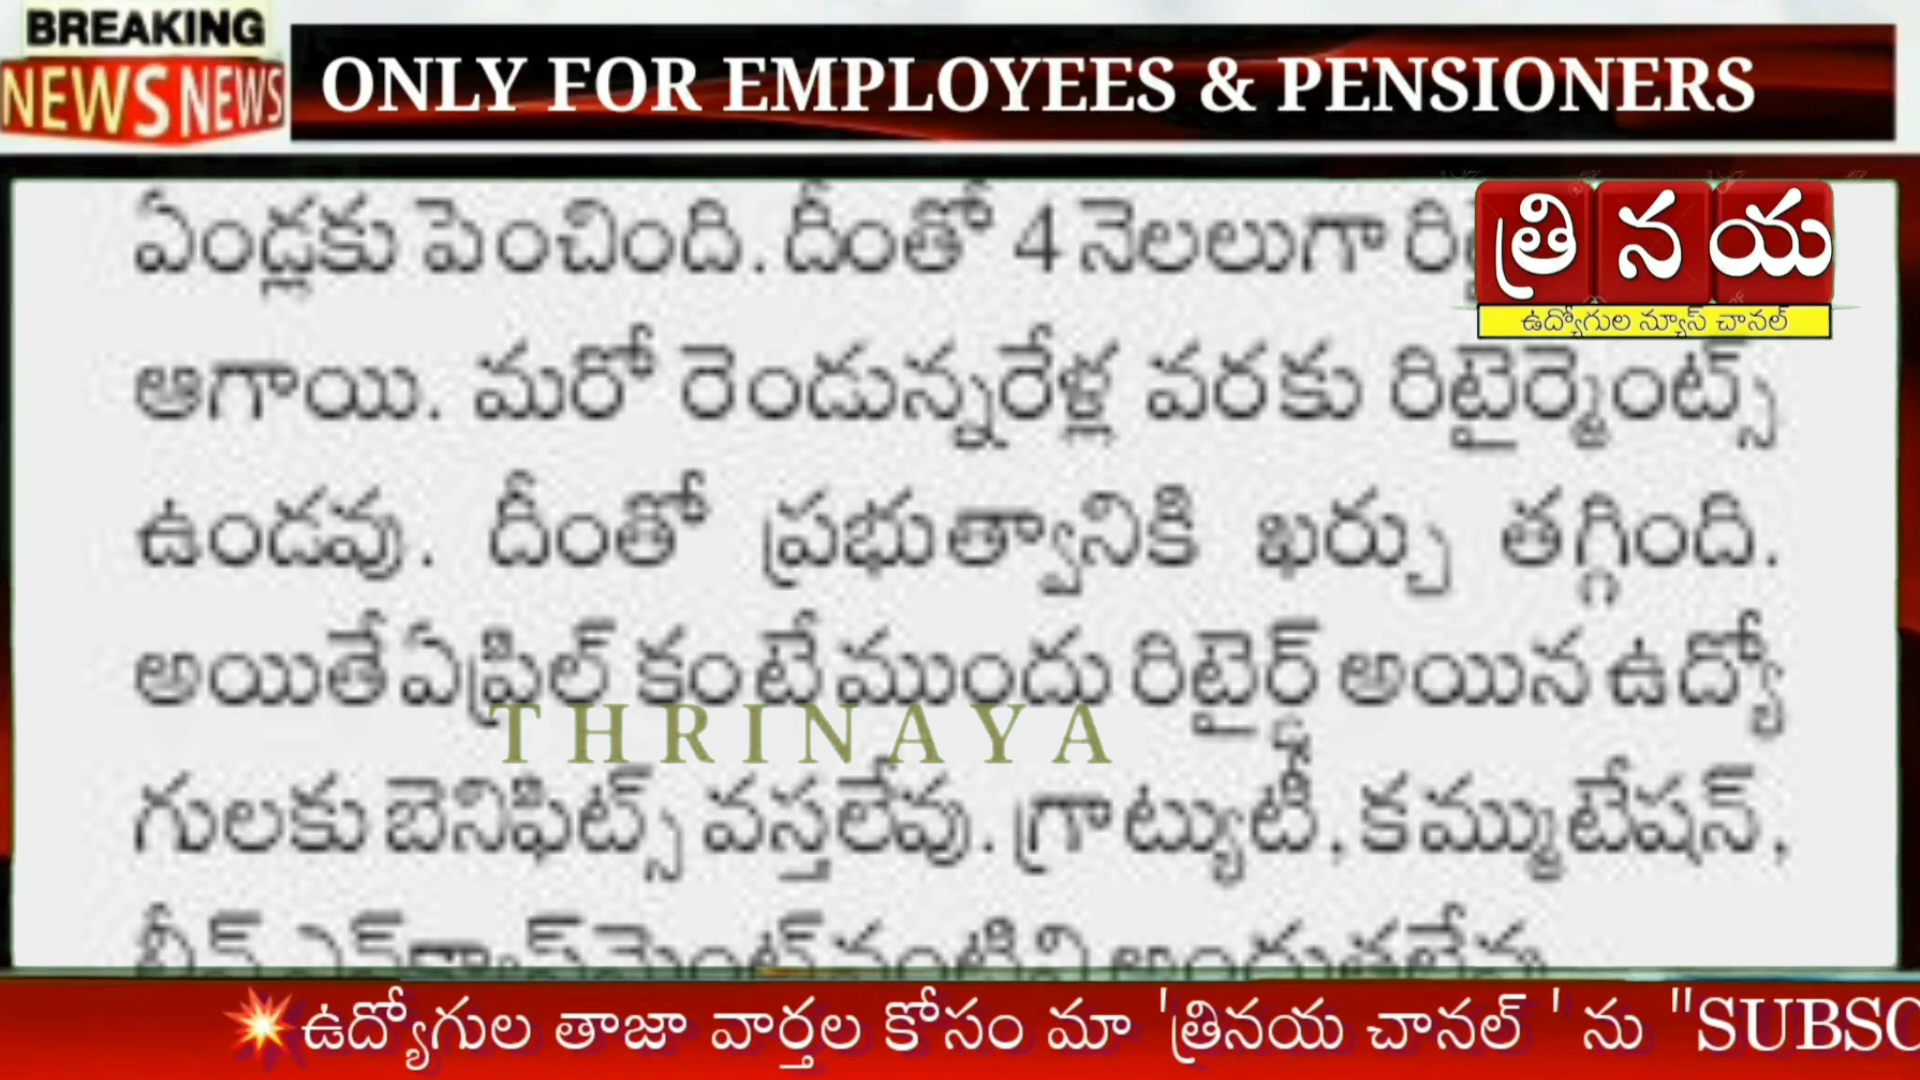 BREAKING
NEWS NEWS
ONLY FOR EMPLOYEES & PENSIONERS
త్రినయ
ఉద్యోగుల న్యూస్ చానల్
ఏండ్లకు పెంచింది. దీంతో 4 నెలలుగా
ఆగాయి. మరో రెండున్నరేళ్ల వరకు రిటైర్మెంట్స్
ఉండవు. దీంతో ప్రభుత్వానికి ఖర్చు తగ్గింది.
అయితే ఏప్రిల్ కంటే ముందు రిటైర్డ్ అయిన ఉద్యో
THRINAYA
గులకు బెనిఫిట్స్ వస్తలేవు. గ్రాట్యుటీ, కమ్ముటేషన్,
💥ఉద్యోగుల తాజా వార్తల కోసం మా 'త్రినయ చానల్ ' ను "SUBSC